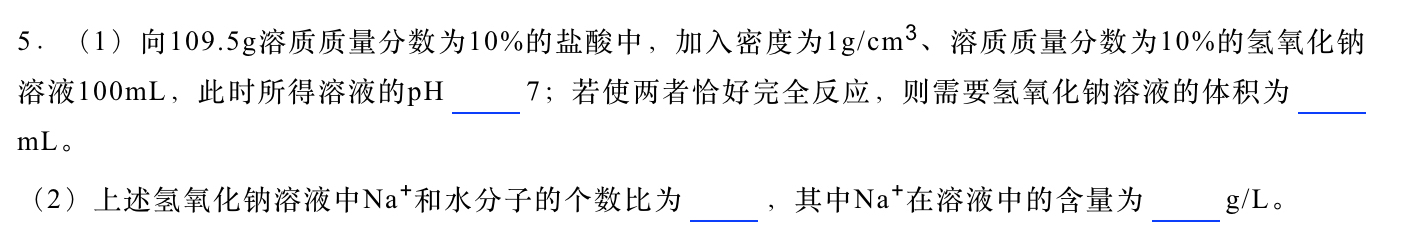 5．（1）向109.5g溶质质量分数为10%的盐酸中，加入密度为1g/cm³、溶质质量分数为10%的氢氧化钠
溶液100mL，此时所得溶液的pH ____ 7；若使两者恰好完全反应，则需要氢氧化钠溶液的体积为 ____
mL。
（2）上述氢氧化钠溶液中Na⁺和水分子的个数比为 ____ ，其中Na⁺在溶液中的含量为 ____ g/L。